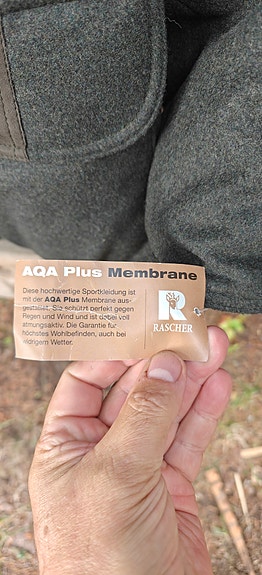 AQA Plus Membrane
Diese hochwertige Sportkleidung ist
mit der AQA Plus Membrane aus-
gestattet. Sie schützt perfekt gegen
Regen und Wind und ist dabei voll
atmungsaktiv. Die Garantie für
höchstes Wohlbefinden, auch bei
widrigem Wetter.
R
RASCHER